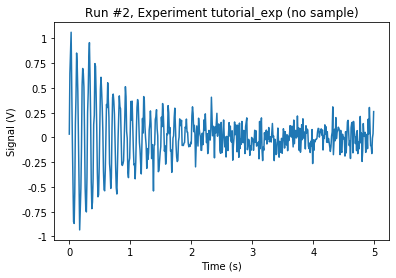 Run #2, Experiment tutorial_exp (no sample)
1
0.75
0.5
0.25
0
-0.25
-0.5
-0.75
-1
Signal (V)
0 1 2 3 4 5
Time (s)